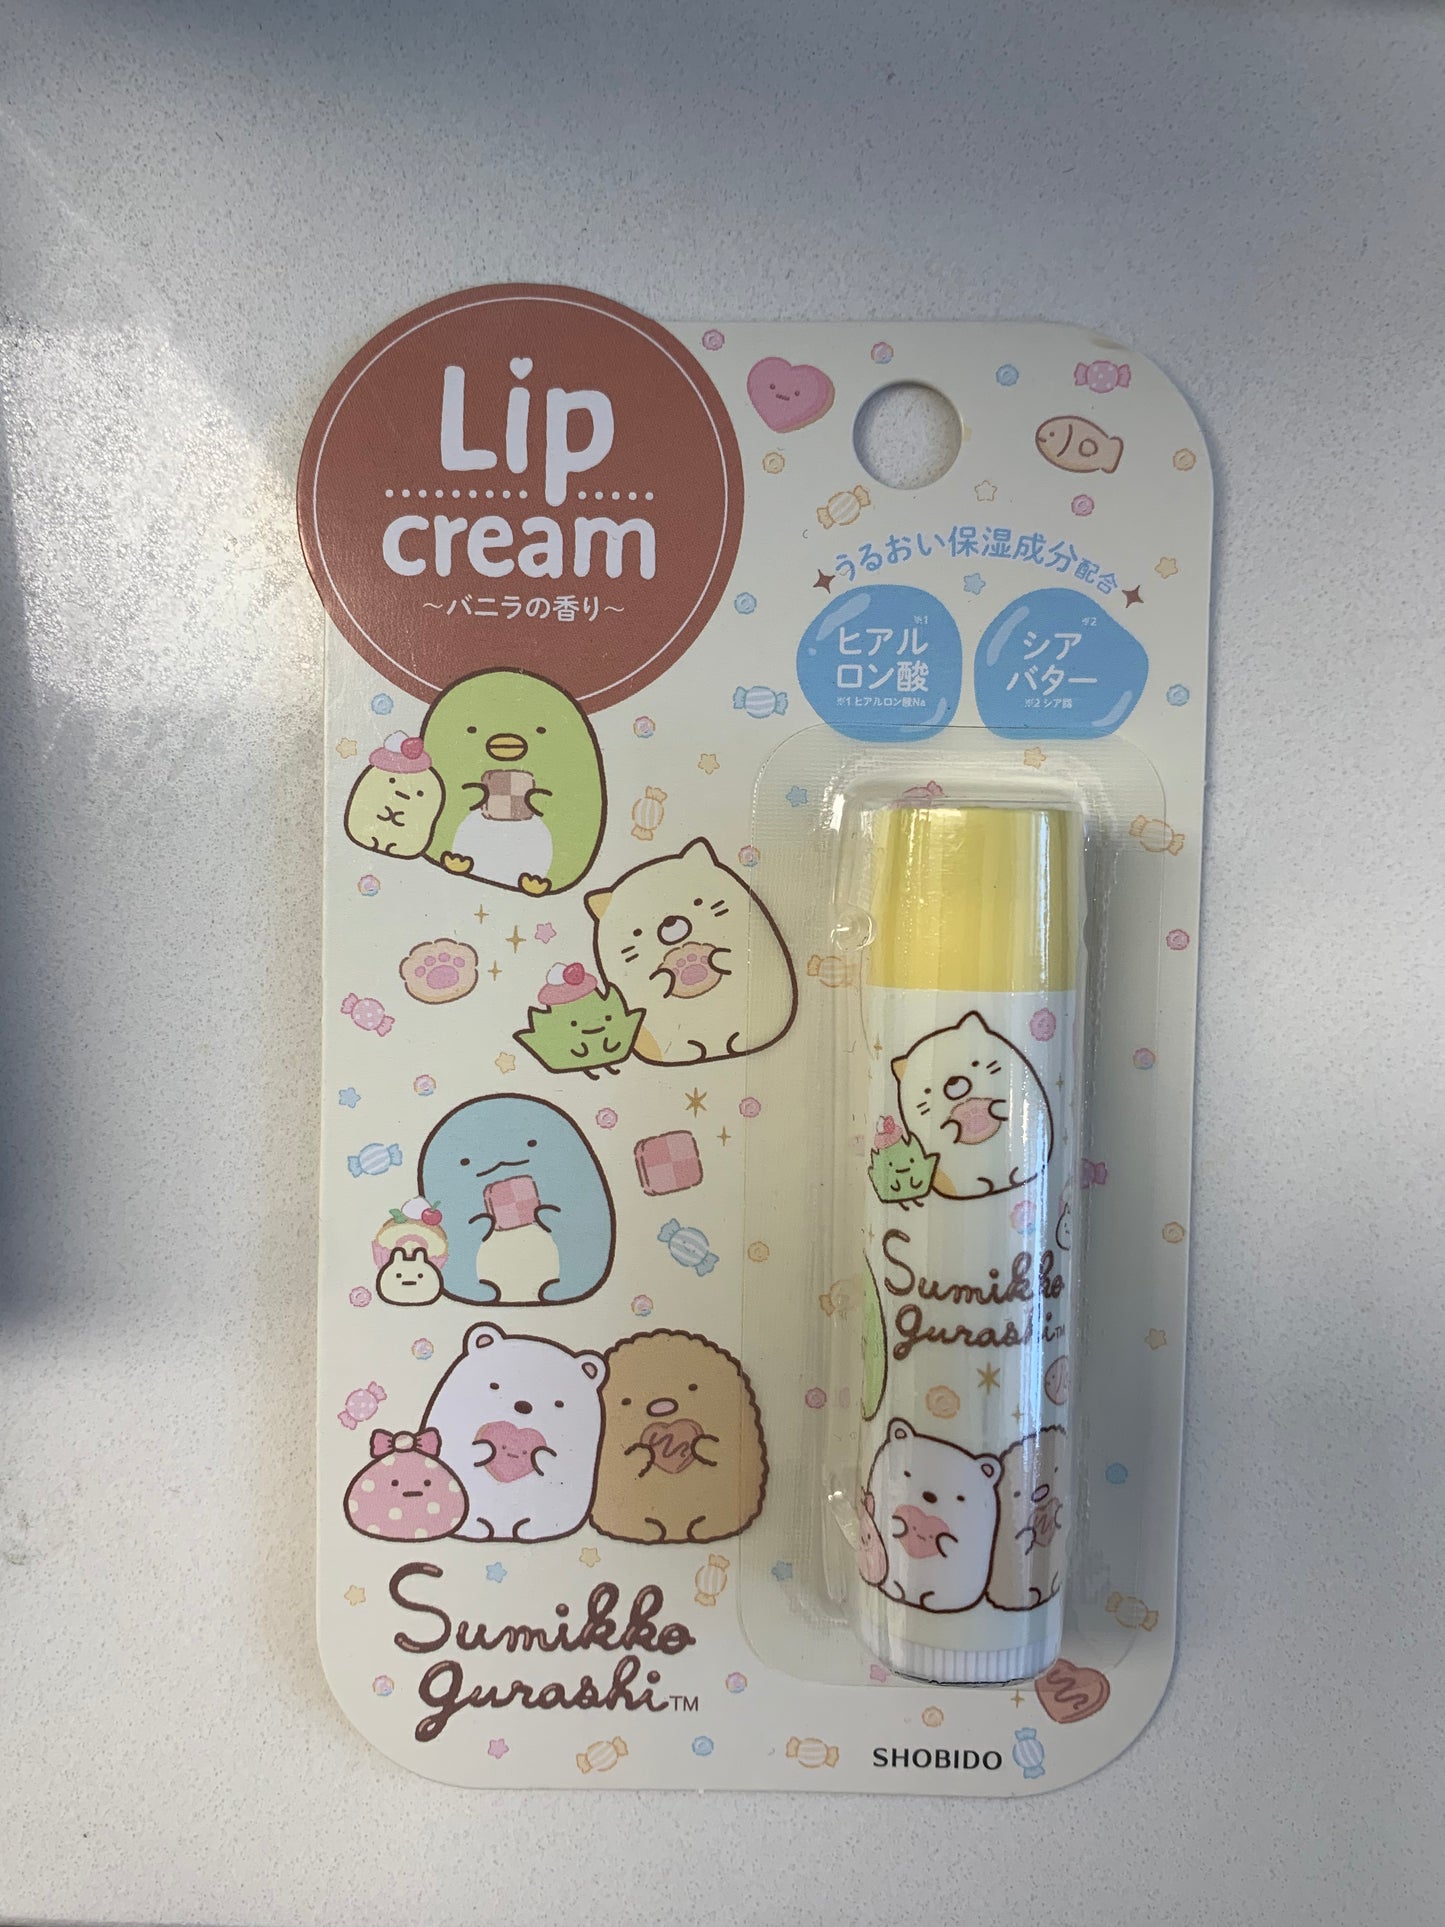 Lip
cream
～バニラの香り～
うるおい保湿成分配合
※1
ヒアル
ロン酸
※1 ヒアルロン酸Na
※2
シア
バター
※2 シア脂
Sumikko
gurashi™
Sumikko
gurashi™
SHOBIDO